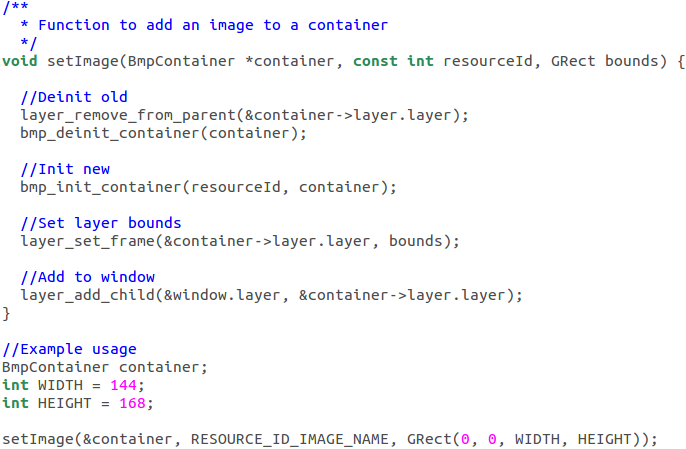 /**
  * Function to add an image to a container
  */
void setImage(BmpContainer *container, const int resourceId, GRect bounds) {

  //Deinit old
  layer_remove_from_parent(&container->layer.layer);
  bmp_deinit_container(container);

  //Init new
  bmp_init_container(resourceId, container);

  //Set layer bounds
  layer_set_frame(&container->layer.layer, bounds);

  //Add to window
  layer_add_child(&window.layer, &container->layer.layer);
}

//Example usage
BmpContainer container;
int WIDTH = 144;
int HEIGHT = 168;

setImage(&container, RESOURCE_ID_IMAGE_NAME, GRect(0, 0, WIDTH, HEIGHT));